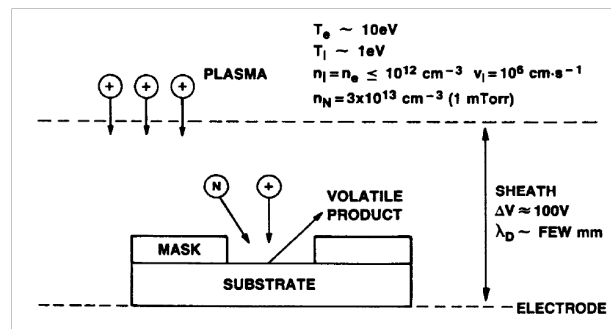 Tₑ ~ 10eV
Tᵢ ~ 1eV
nᵢ=nₑ ≤ 10¹² cm⁻³ vᵢ=10⁶ cm·s⁻¹
n_N=3x10¹³ cm⁻³ (1 mTorr)
PLASMA
+ + +
N +
VOLATILE
PRODUCT
SHEATH
ΔV≈100V
λ_D~ FEW mm
MASK
SUBSTRATE
ELECTRODE